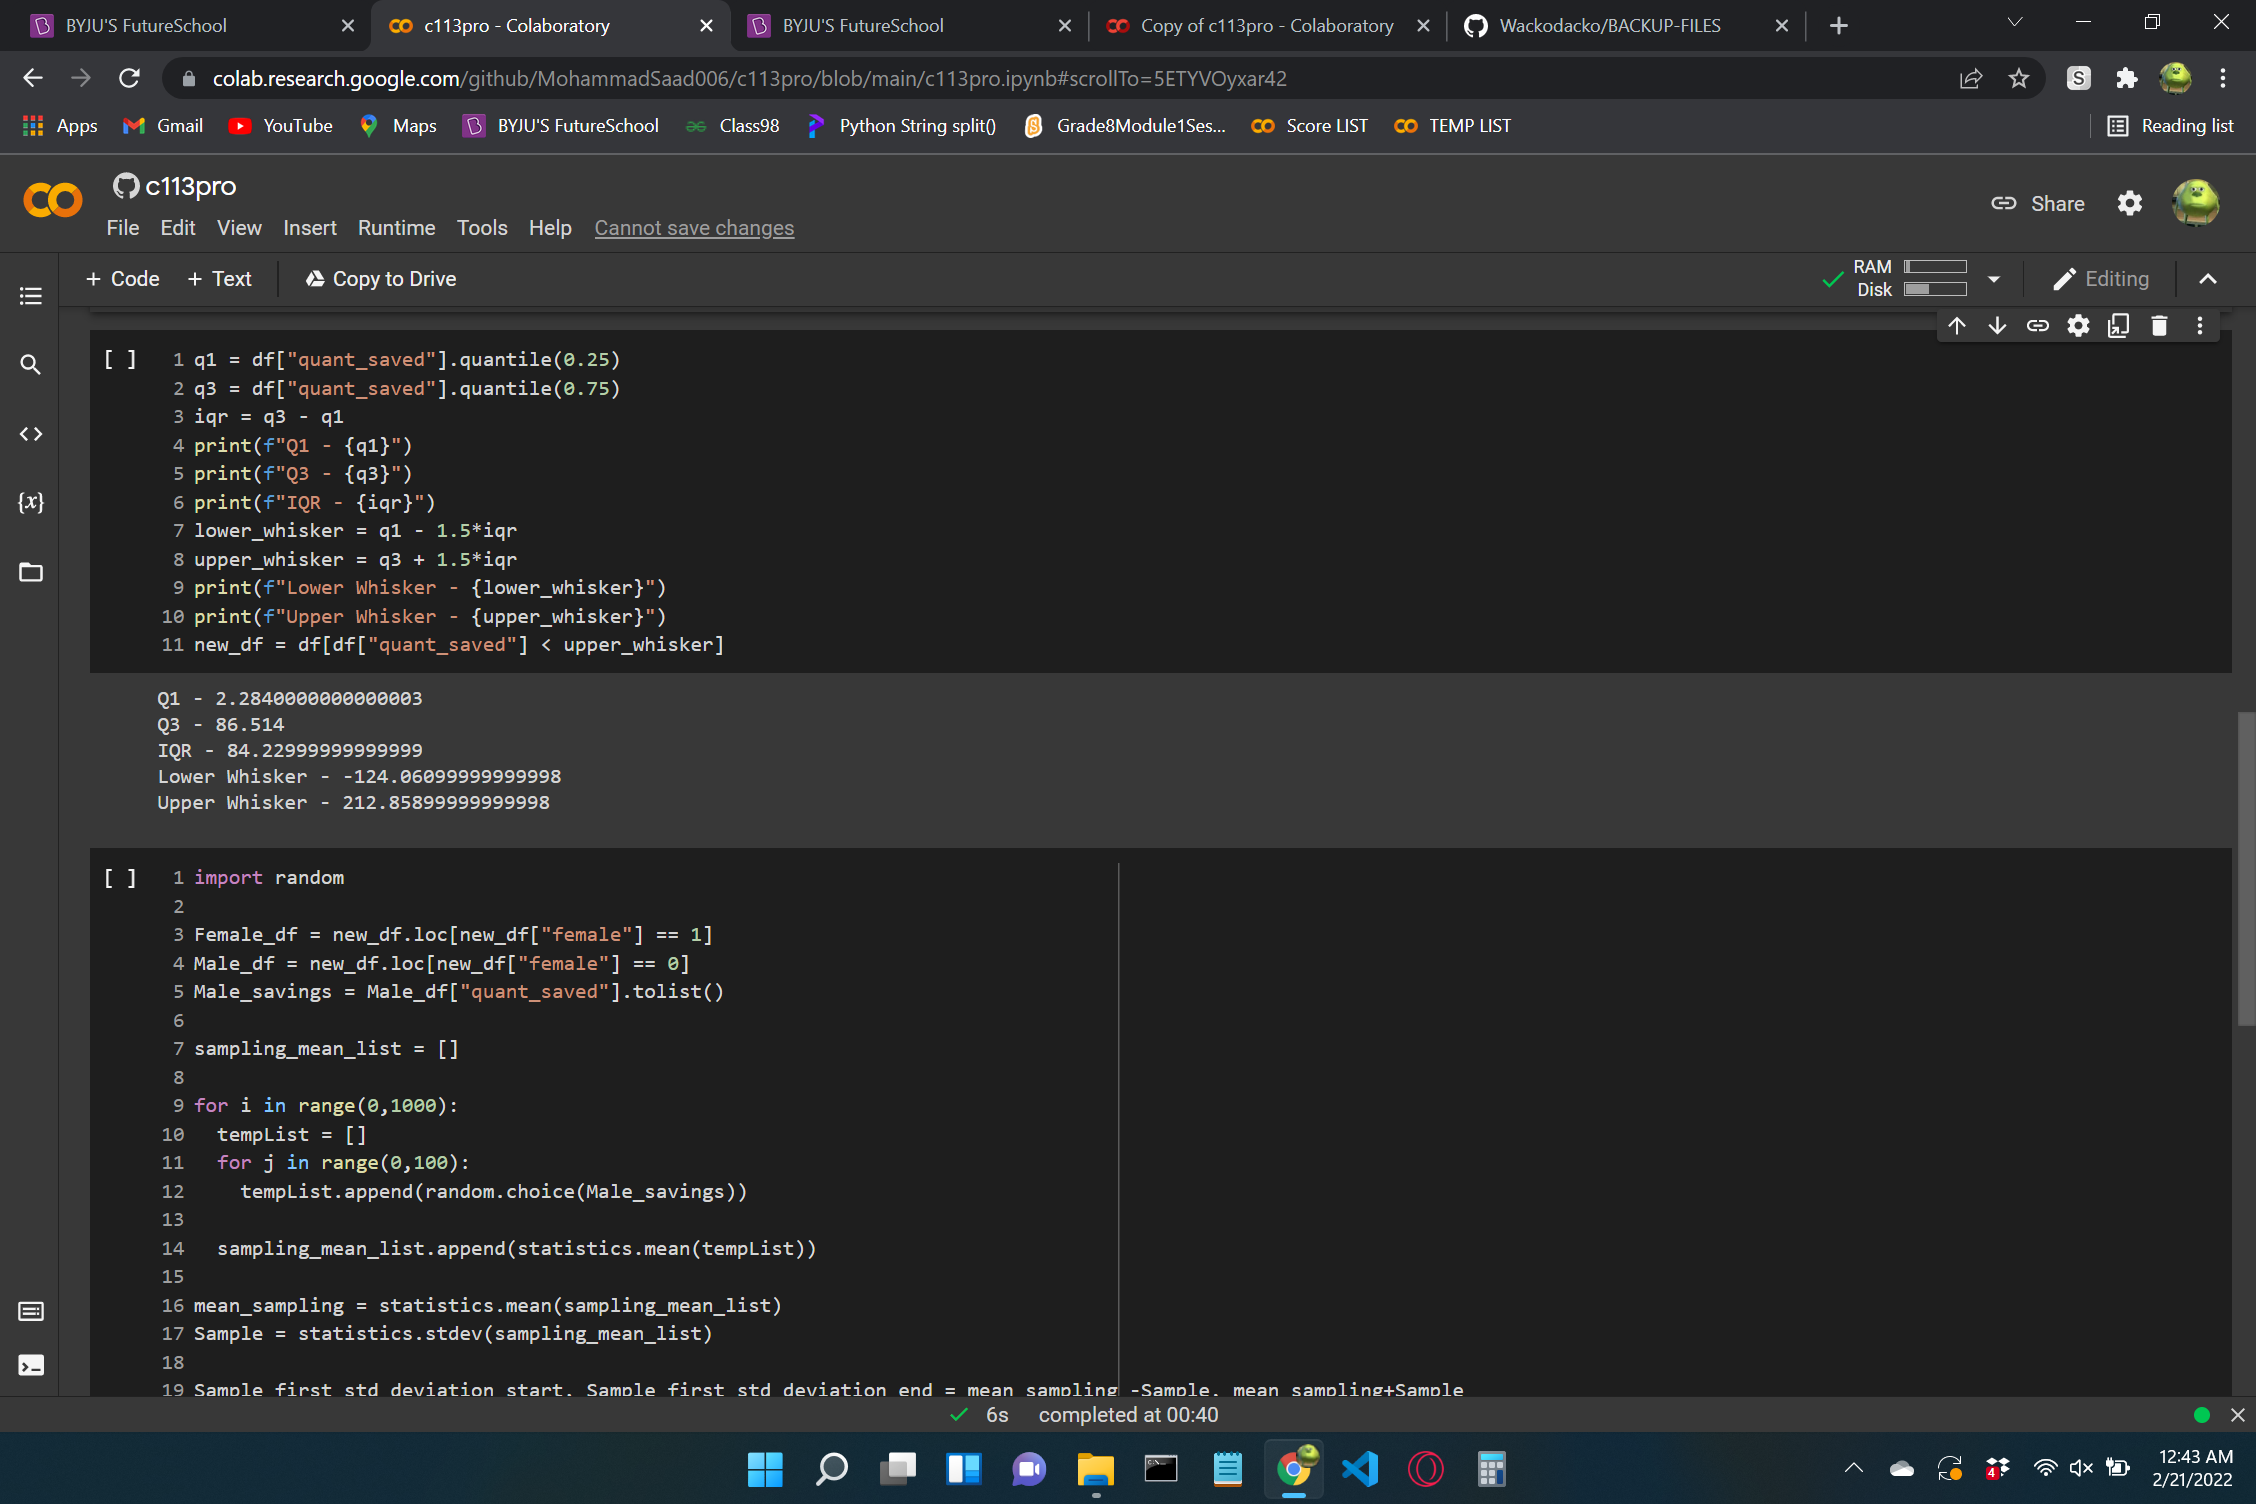 BYJU'S FutureSchool
c113pro - Colaboratory
BYJU'S FutureSchool
Copy of c113pro - Colaboratory
Wackodacko/BACKUP-FILES
colab.research.google.com/github/MohammadSaad006/c113pro/blob/main/c113pro.ipynb#scrollTo=5ETYVOyxar42
Apps Gmail YouTube Maps BYJU'S FutureSchool Class98 Python String split() Grade8Module1Ses... Score LIST TEMP LIST Reading list
c113pro
Share
File Edit View Insert Runtime Tools Help Cannot save changes
+ Code + Text Copy to Drive
RAM
Disk
Editing
[ ]
1 q1 = df["quant_saved"].quantile(0.25)
2 q3 = df["quant_saved"].quantile(0.75)
3 iqr = q3 - q1
4 print(f"Q1 - {q1}")
5 print(f"Q3 - {q3}")
6 print(f"IQR - {iqr}")
7 lower_whisker = q1 - 1.5*iqr
8 upper_whisker = q3 + 1.5*iqr
9 print(f"Lower Whisker - {lower_whisker}")
10 print(f"Upper Whisker - {upper_whisker}")
11 new_df = df[df["quant_saved"] < upper_whisker]
Q1 - 2.2840000000000003
Q3 - 86.514
IQR - 84.22999999999999
Lower Whisker - -124.06099999999998
Upper Whisker - 212.85899999999998
[ ]
1 import random
2
3 Female_df = new_df.loc[new_df["female"] == 1]
4 Male_df = new_df.loc[new_df["female"] == 0]
5 Male_savings = Male_df["quant_saved"].tolist()
6
7 sampling_mean_list = []
8
9 for i in range(0,1000):
10 tempList = []
11 for j in range(0,100):
12 tempList.append(random.choice(Male_savings))
13
14 sampling_mean_list.append(statistics.mean(tempList))
15
16 mean_sampling = statistics.mean(sampling_mean_list)
17 Sample = statistics.stdev(sampling_mean_list)
18
19 Sample_first_std_deviation_start, Sample_first_std_deviation_end = mean_sampling -Sample, mean_sampling+Sample
6s completed at 00:40
4
12:43 AM
2/21/2022